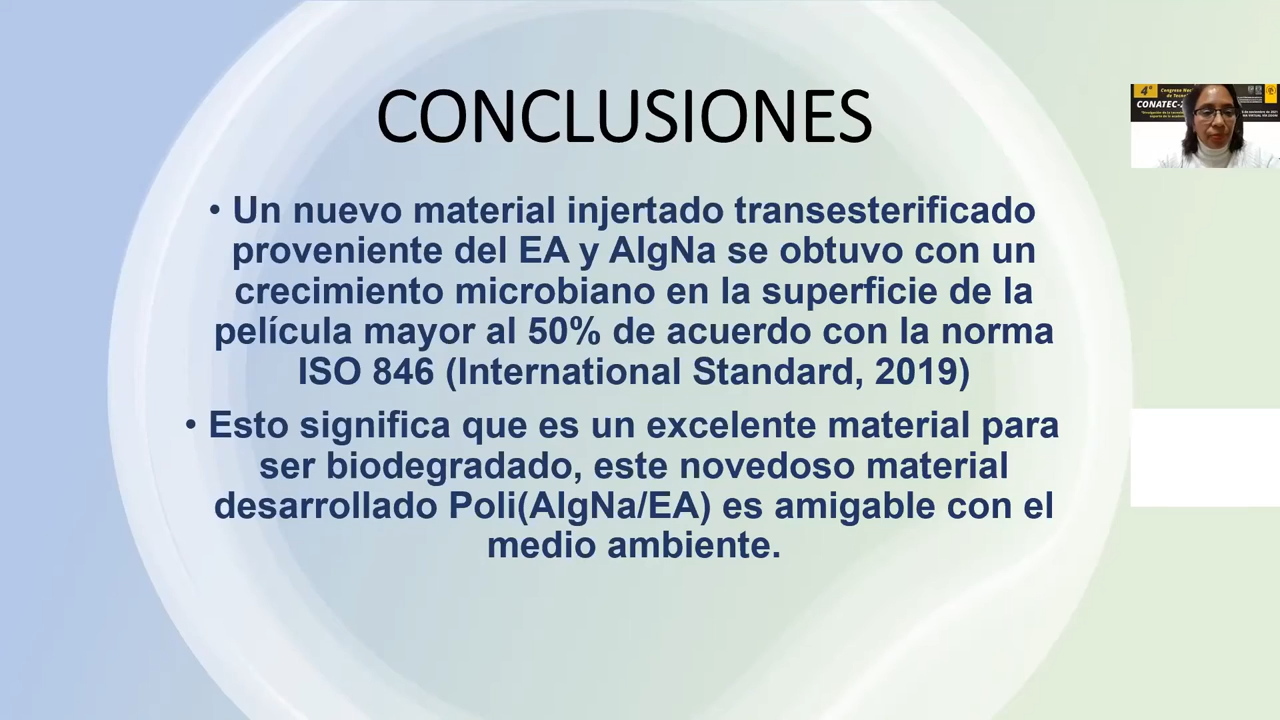 CONCLUSIONES
• Un nuevo material injertado transesterificado
proveniente del EA y AlgNa se obtuvo con un
crecimiento microbiano en la superficie de la
película mayor al 50% de acuerdo con la norma
ISO 846 (International Standard, 2019)
• Esto significa que es un excelente material para
ser biodegradado, este novedoso material
desarrollado Poli(AlgNa/EA) es amigable con el
medio ambiente.
4°
Congreso
de
CONATEC-